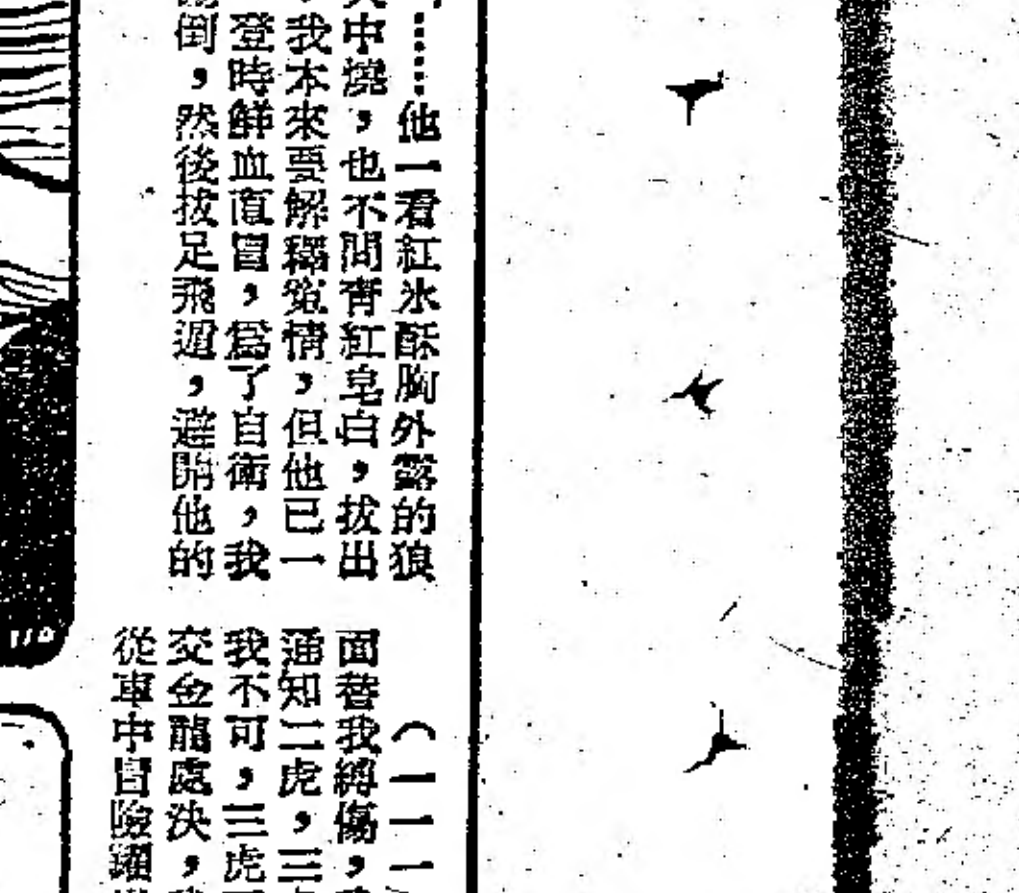 他一看紅冰酥胸外露的狼
中燒，也不問青紅皂白，拔出
我本來要解釋冤情，但他已一
登時鮮血直冒，爲了自衛，我
倒，然後拔足飛遁，避開他的
（一一一
面替我縛傷，
通知二虎，三
我不可，三虎
交金龍處決，
從車中冒險躍
110